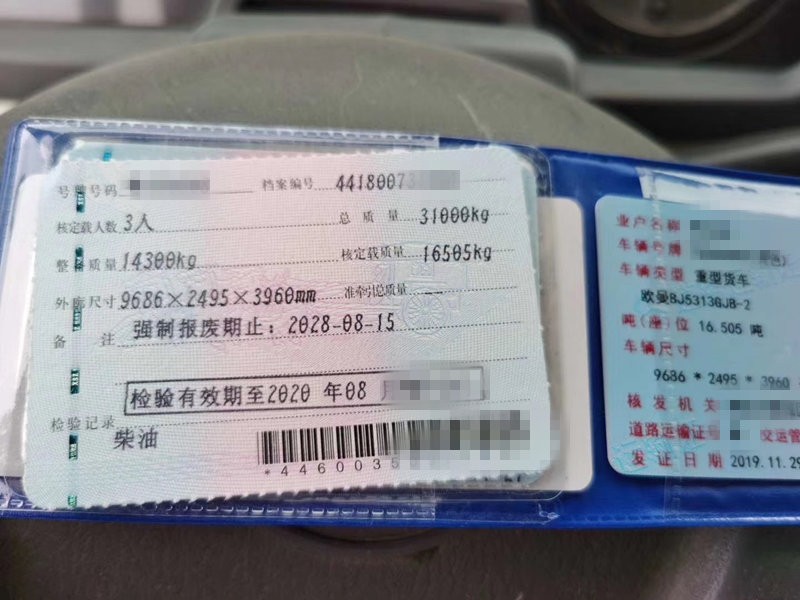 号牌号码
档案编号 44180073
核定载人数 3人
总 质 量 31000kg
整备质量 14300kg
核定载质量 16505kg
外廓尺寸 9686×2495×3960mm
准牵引总质量
备 注 强制报废期止：2028-08-15
检验有效期至2020 年08 月
检验记录
柴油
*4460035
业户名称
车辆号牌
车辆类型 重型货车
欧曼BJ5313GJB-2
吨(座)位 16.505 吨
车辆尺寸
9686 * 2495 * 3960
核发机关
道路运输证号 交运管
发证日期 2019.11.29